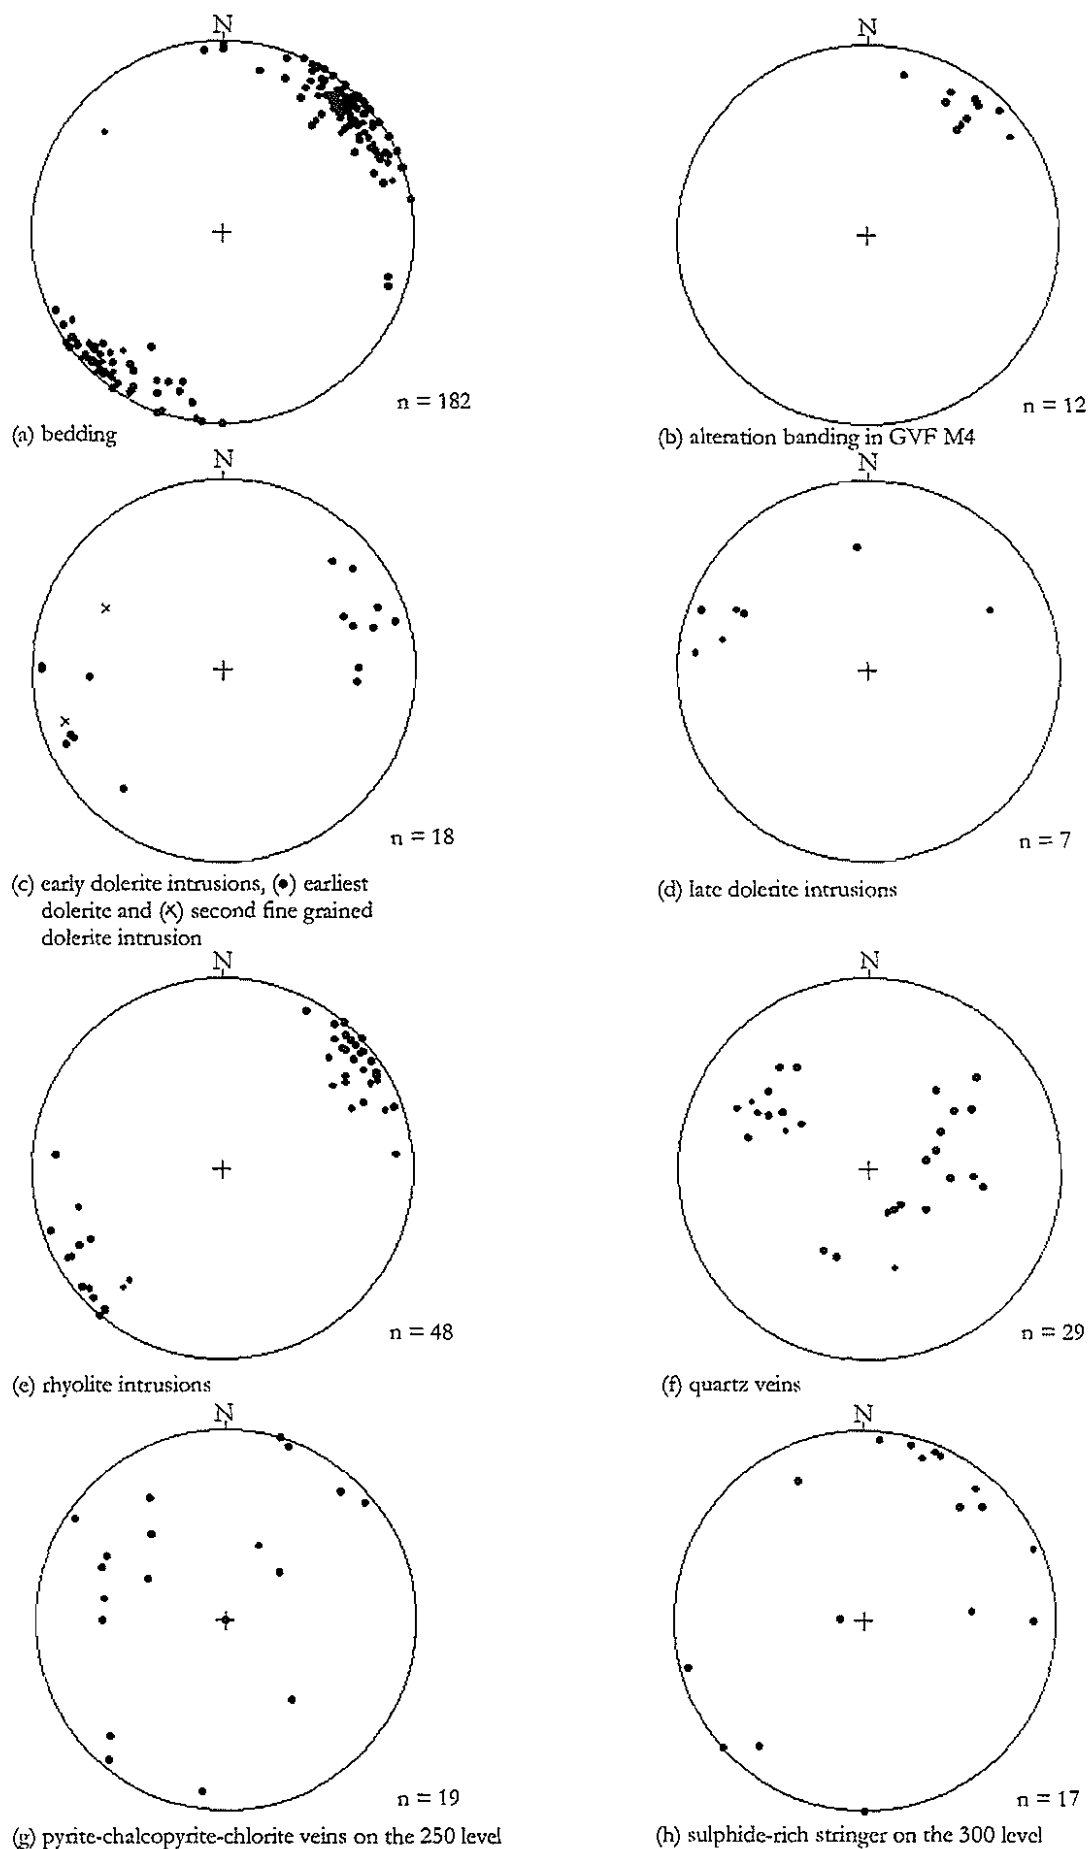 N
N
n = 182
n = 12
(a) bedding
(b) alteration banding in GVF M4
N
N
n = 18
n = 7
(c) early dolerite intrusions, (●) earliest
dolerite and (×) second fine grained
dolerite intrusion
(d) late dolerite intrusions
N
N
n = 48
n = 29
(e) rhyolite intrusions
(f) quartz veins
N
N
n = 19
n = 17
(g) pyrite-chalcopyrite-chlorite veins on the 250 level
(h) sulphide-rich stringer on the 300 level